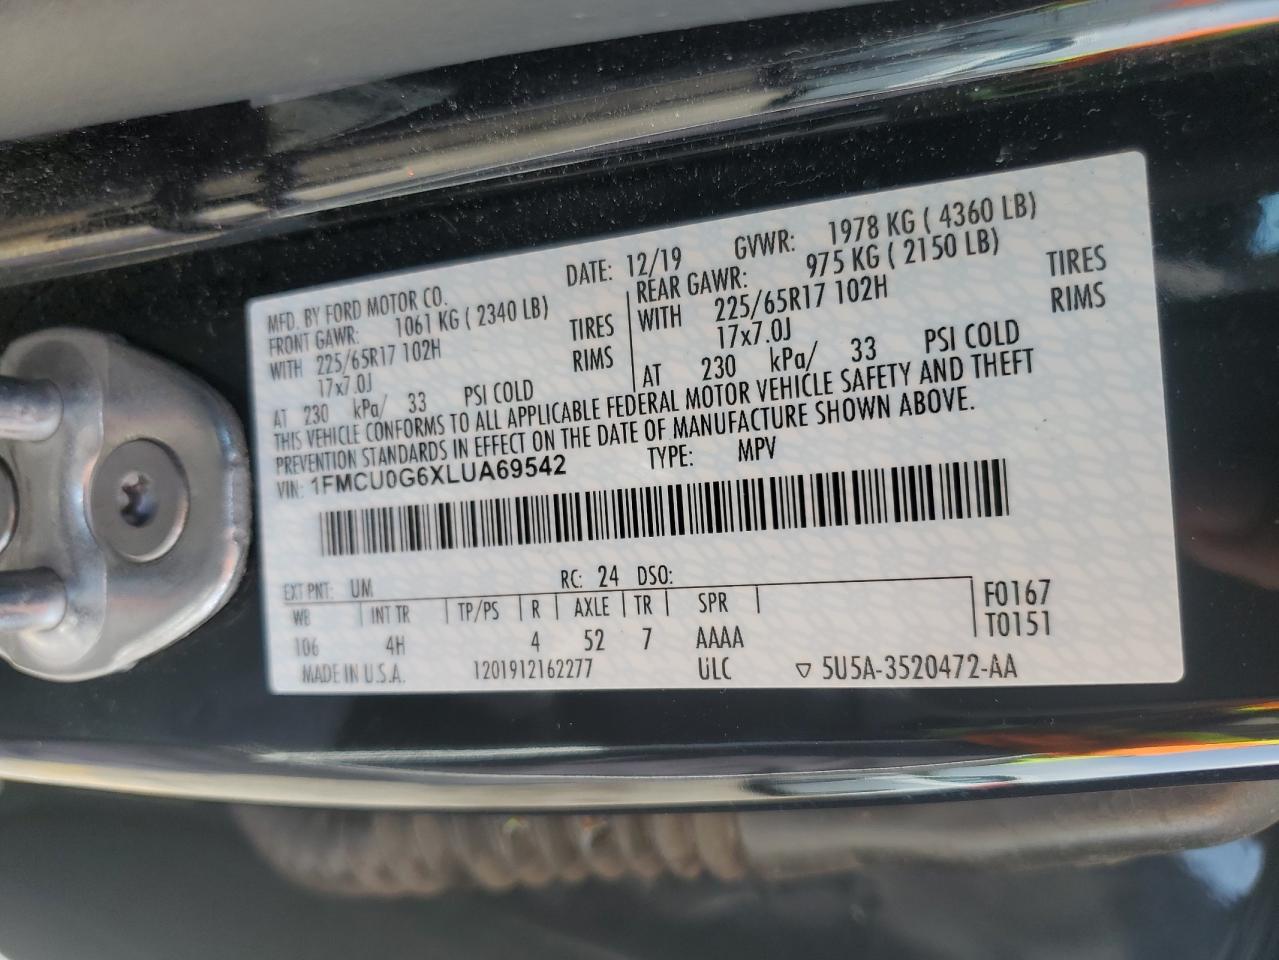 MFD. BY FORD MOTOR CO. DATE: 12/19 GVWR: 1978 KG ( 4360 LB)
FRONT GAWR: 1061 KG ( 2340 LB) REAR GAWR: 975 KG ( 2150 LB)
WITH 225/65R17 102H TIRES WITH 225/65R17 102H TIRES
17x7.0J RIMS 17x7.0J RIMS
AT 230 kPa/ 33 PSI COLD AT 230 kPa/ 33 PSI COLD
THIS VEHICLE CONFORMS TO ALL APPLICABLE FEDERAL MOTOR VEHICLE SAFETY AND THEFT
PREVENTION STANDARDS IN EFFECT ON THE DATE OF MANUFACTURE SHOWN ABOVE.
VIN: 1FMCU0G6XLUA69542 TYPE: MPV
EXT PNT: UM RC: 24 DSO:
WB INT TR TP/PS R AXLE TR SPR F0167
106 4H 4 52 7 AAAA T0151
MADE IN U.S.A. 1201912162277 ULC ▽ 5U5A-3520472-AA